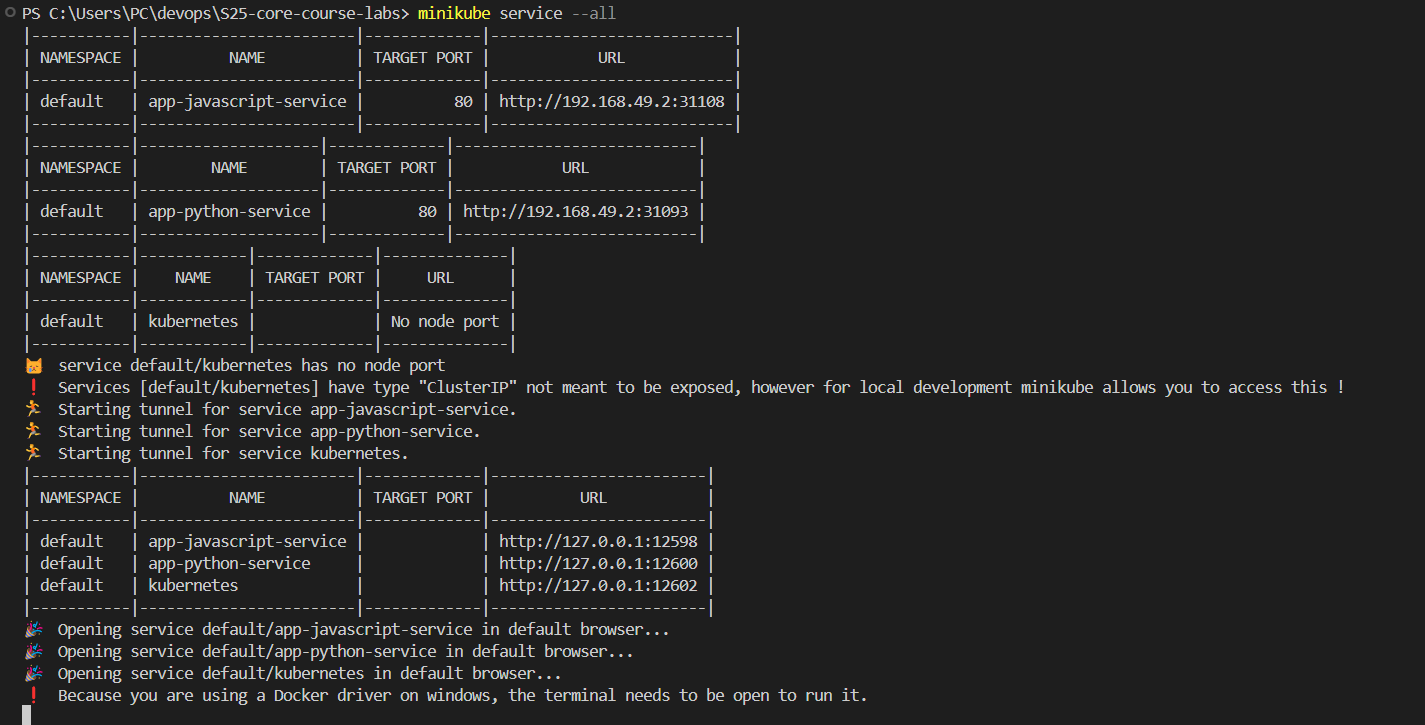 PS C:\Users\PC\devops\S25-core-course-labs> minikube service --all
|-----------|------------------------|-------------|---------------------------|
| NAMESPACE |          NAME          | TARGET PORT |            URL            |
|-----------|------------------------|-------------|---------------------------|
| default   | app-javascript-service |          80 | http://192.168.49.2:31108 |
|-----------|------------------------|-------------|---------------------------|
|-----------|--------------------|-------------|---------------------------|
| NAMESPACE |        NAME        | TARGET PORT |            URL            |
|-----------|--------------------|-------------|---------------------------|
| default   | app-python-service |          80 | http://192.168.49.2:31093 |
|-----------|--------------------|-------------|---------------------------|
|-----------|------------|-------------|--------------|
| NAMESPACE |    NAME    | TARGET PORT |     URL      |
|-----------|------------|-------------|--------------|
| default   | kubernetes |             | No node port |
|-----------|------------|-------------|--------------|
😿  service default/kubernetes has no node port
❗  Services [default/kubernetes] have type "ClusterIP" not meant to be exposed, however for local development minikube allows you to access this !
🏃  Starting tunnel for service app-javascript-service.
🏃  Starting tunnel for service app-python-service.
🏃  Starting tunnel for service kubernetes.
|-----------|------------------------|-------------|------------------------|
| NAMESPACE |          NAME          | TARGET PORT |          URL           |
|-----------|------------------------|-------------|------------------------|
| default   | app-javascript-service |             | http://127.0.0.1:12598 |
| default   | app-python-service     |             | http://127.0.0.1:12600 |
| default   | kubernetes             |             | http://127.0.0.1:12602 |
|-----------|------------------------|-------------|------------------------|
🎉  Opening service default/app-javascript-service in default browser...
🎉  Opening service default/app-python-service in default browser...
🎉  Opening service default/kubernetes in default browser...
❗  Because you are using a Docker driver on windows, the terminal needs to be open to run it.